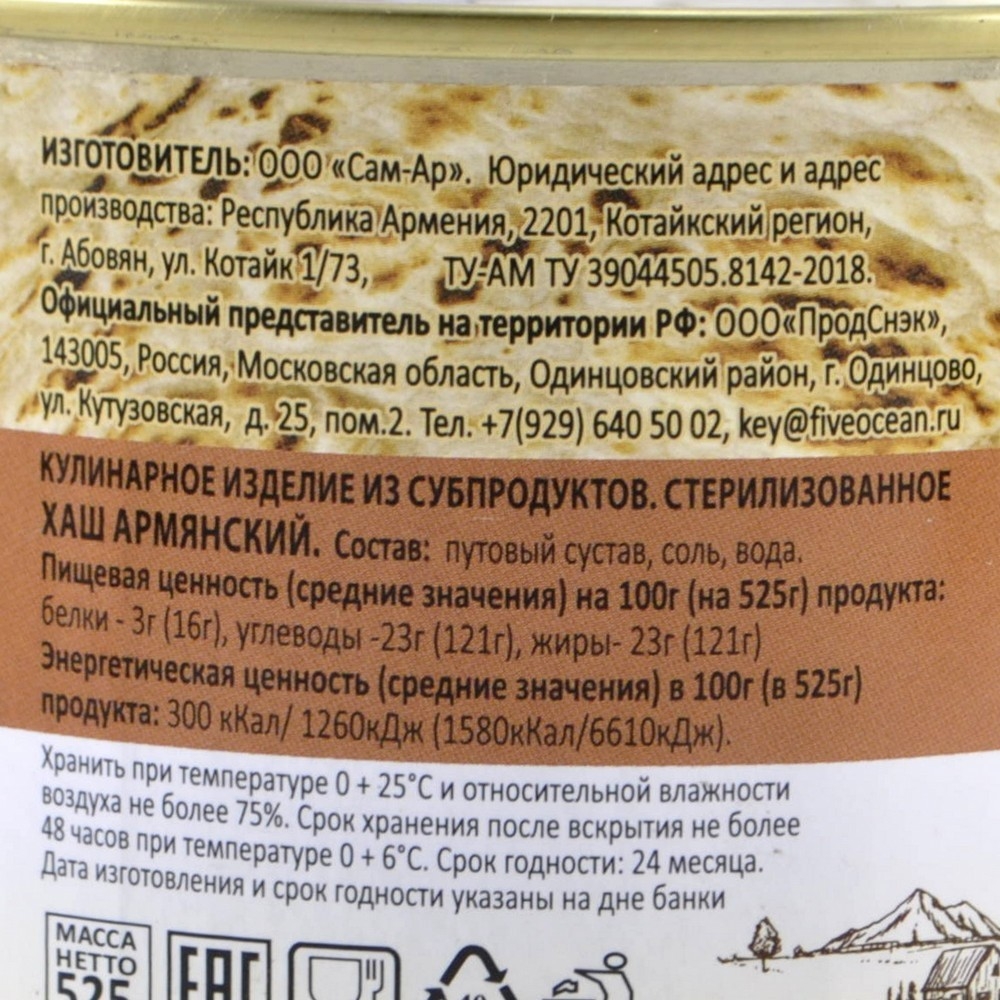 ИЗГОТОВИТЕЛЬ: ООО «Сам-Ар». Юридический адрес и адрес
производства: Республика Армения, 2201, Котайкский регион,
г. Абовян, ул. Котайк 1/73, ТУ-АМ ТУ 39044505.8142-2018.
Официальный представитель на территории РФ: ООО«ПродСнэк»,
143005, Россия, Московская область, Одинцовский район, г. Одинцово,
ул. Кутузовская, д. 25, пом.2. Тел. +7(929) 640 50 02, key@fiveocean.ru
КУЛИНАРНОЕ ИЗДЕЛИЕ ИЗ СУБПРОДУКТОВ. СТЕРИЛИЗОВАННОЕ
ХАШ АРМЯНСКИЙ. Состав: путовый сустав, соль, вода.
Пищевая ценность (средние значения) на 100г (на 525г) продукта:
белки - 3г (16г), углеводы -23г (121г), жиры- 23г (121г)
Энергетическая ценность (средние значения) в 100г (в 525г)
продукта: 300 кКал/ 1260кДж (1580кКал/6610кДж).
Хранить при температуре 0 + 25°С и относительной влажности
воздуха не более 75%. Срок хранения после вскрытия не более
48 часов при температуре 0 + 6°С. Срок годности: 24 месяца.
Дата изготовления и срок годности указаны на дне банки
МАССА
НЕТТО
525
ЕАС